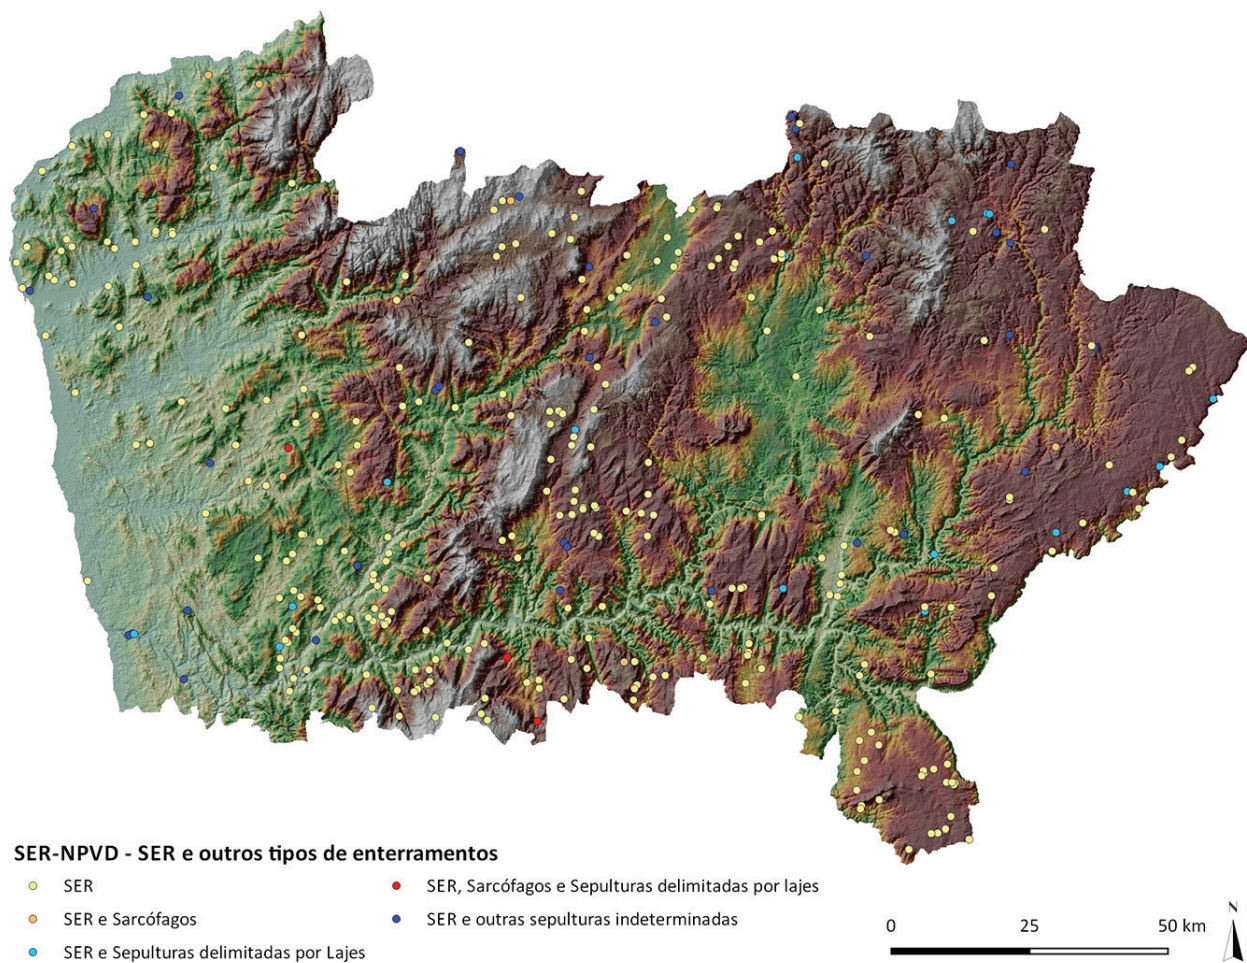 SER-NPVD - SER e outros tipos de enterramentos
SER
SER e Sarcófagos
SER e Sepulturas delimitadas por Lajes
SER, Sarcófagos e Sepulturas delimitadas por lajes
SER e outras sepulturas indeterminadas
0 25 50 km
N